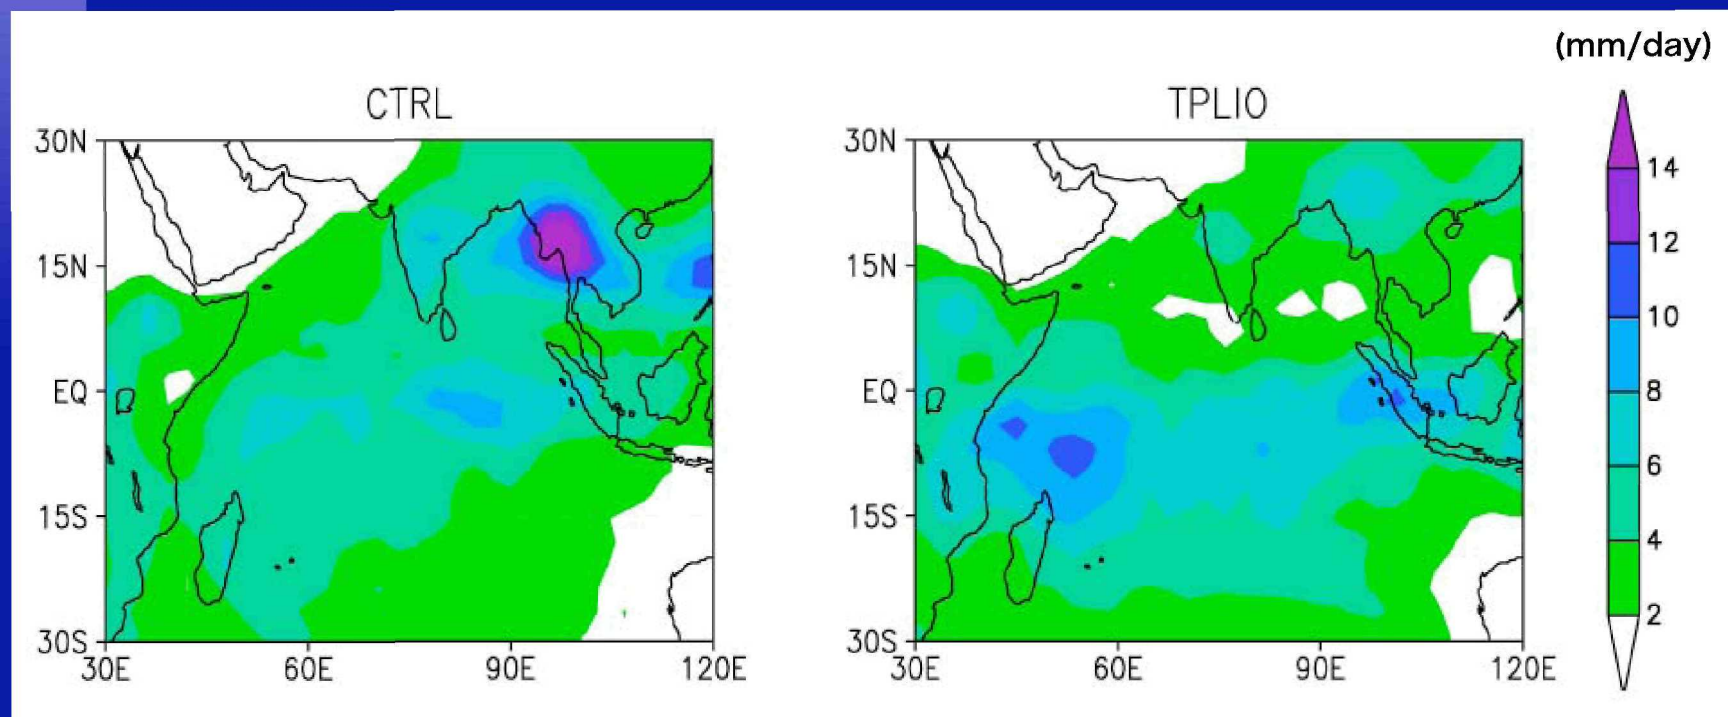 (mm/day)
CTRL
TPLIO
30N
15N
EQ
15S
30S
30E
60E
90E
120E
30N
15N
EQ
15S
30S
30E
60E
90E
120E
14
12
10
8
6
4
2